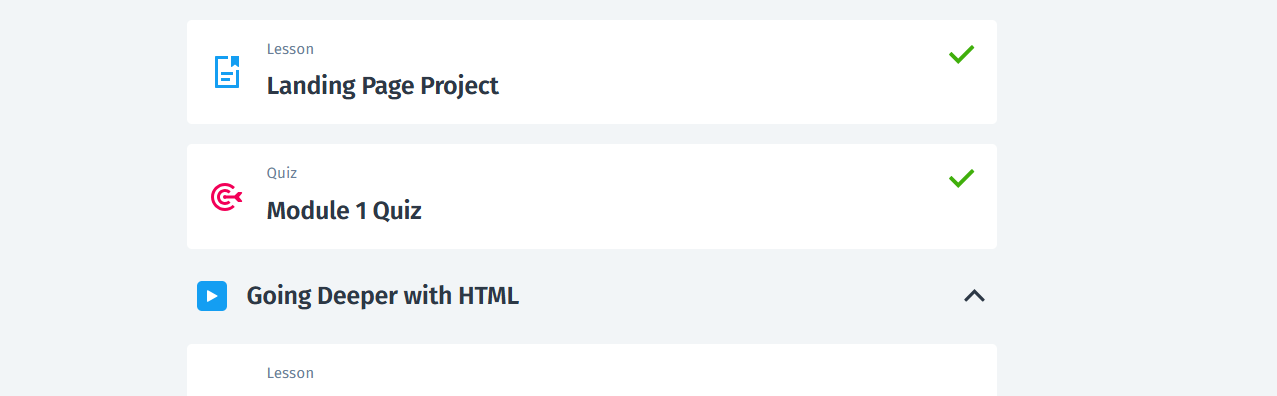 Lesson
Landing Page Project
Quiz
Module 1 Quiz
Going Deeper with HTML
Lesson